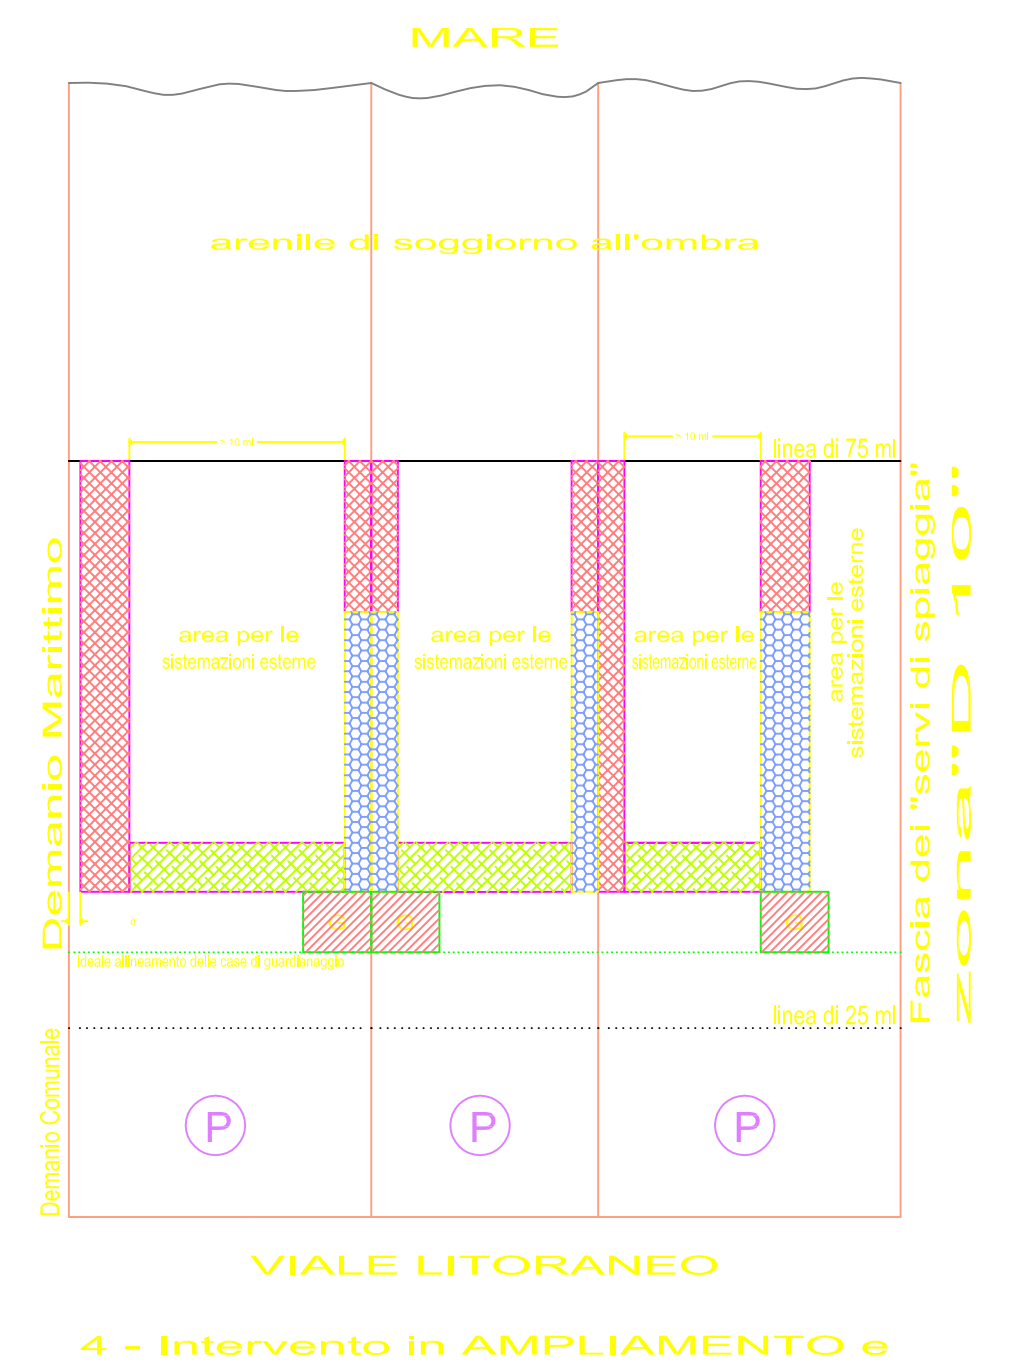 MARE
arenile di soggiorno all'ombra
> 10 ml
> 10 ml
linea di 75 ml
Demanio Marittimo
area per le
sistemazioni esterne
area per le
sistemazioni esterne
area per le
sistemazioni esterne
area per le
sistemazioni esterne
Fascia dei "servi di spiaggia"
zona"D 10"
d
G
G
G
Ideale allineamento delle case di guardianaggio
linea di 25 ml
Demanio Comunale
P
P
P
VIALE LITORANEO
4 - Intervento in AMPLIAMENTO e